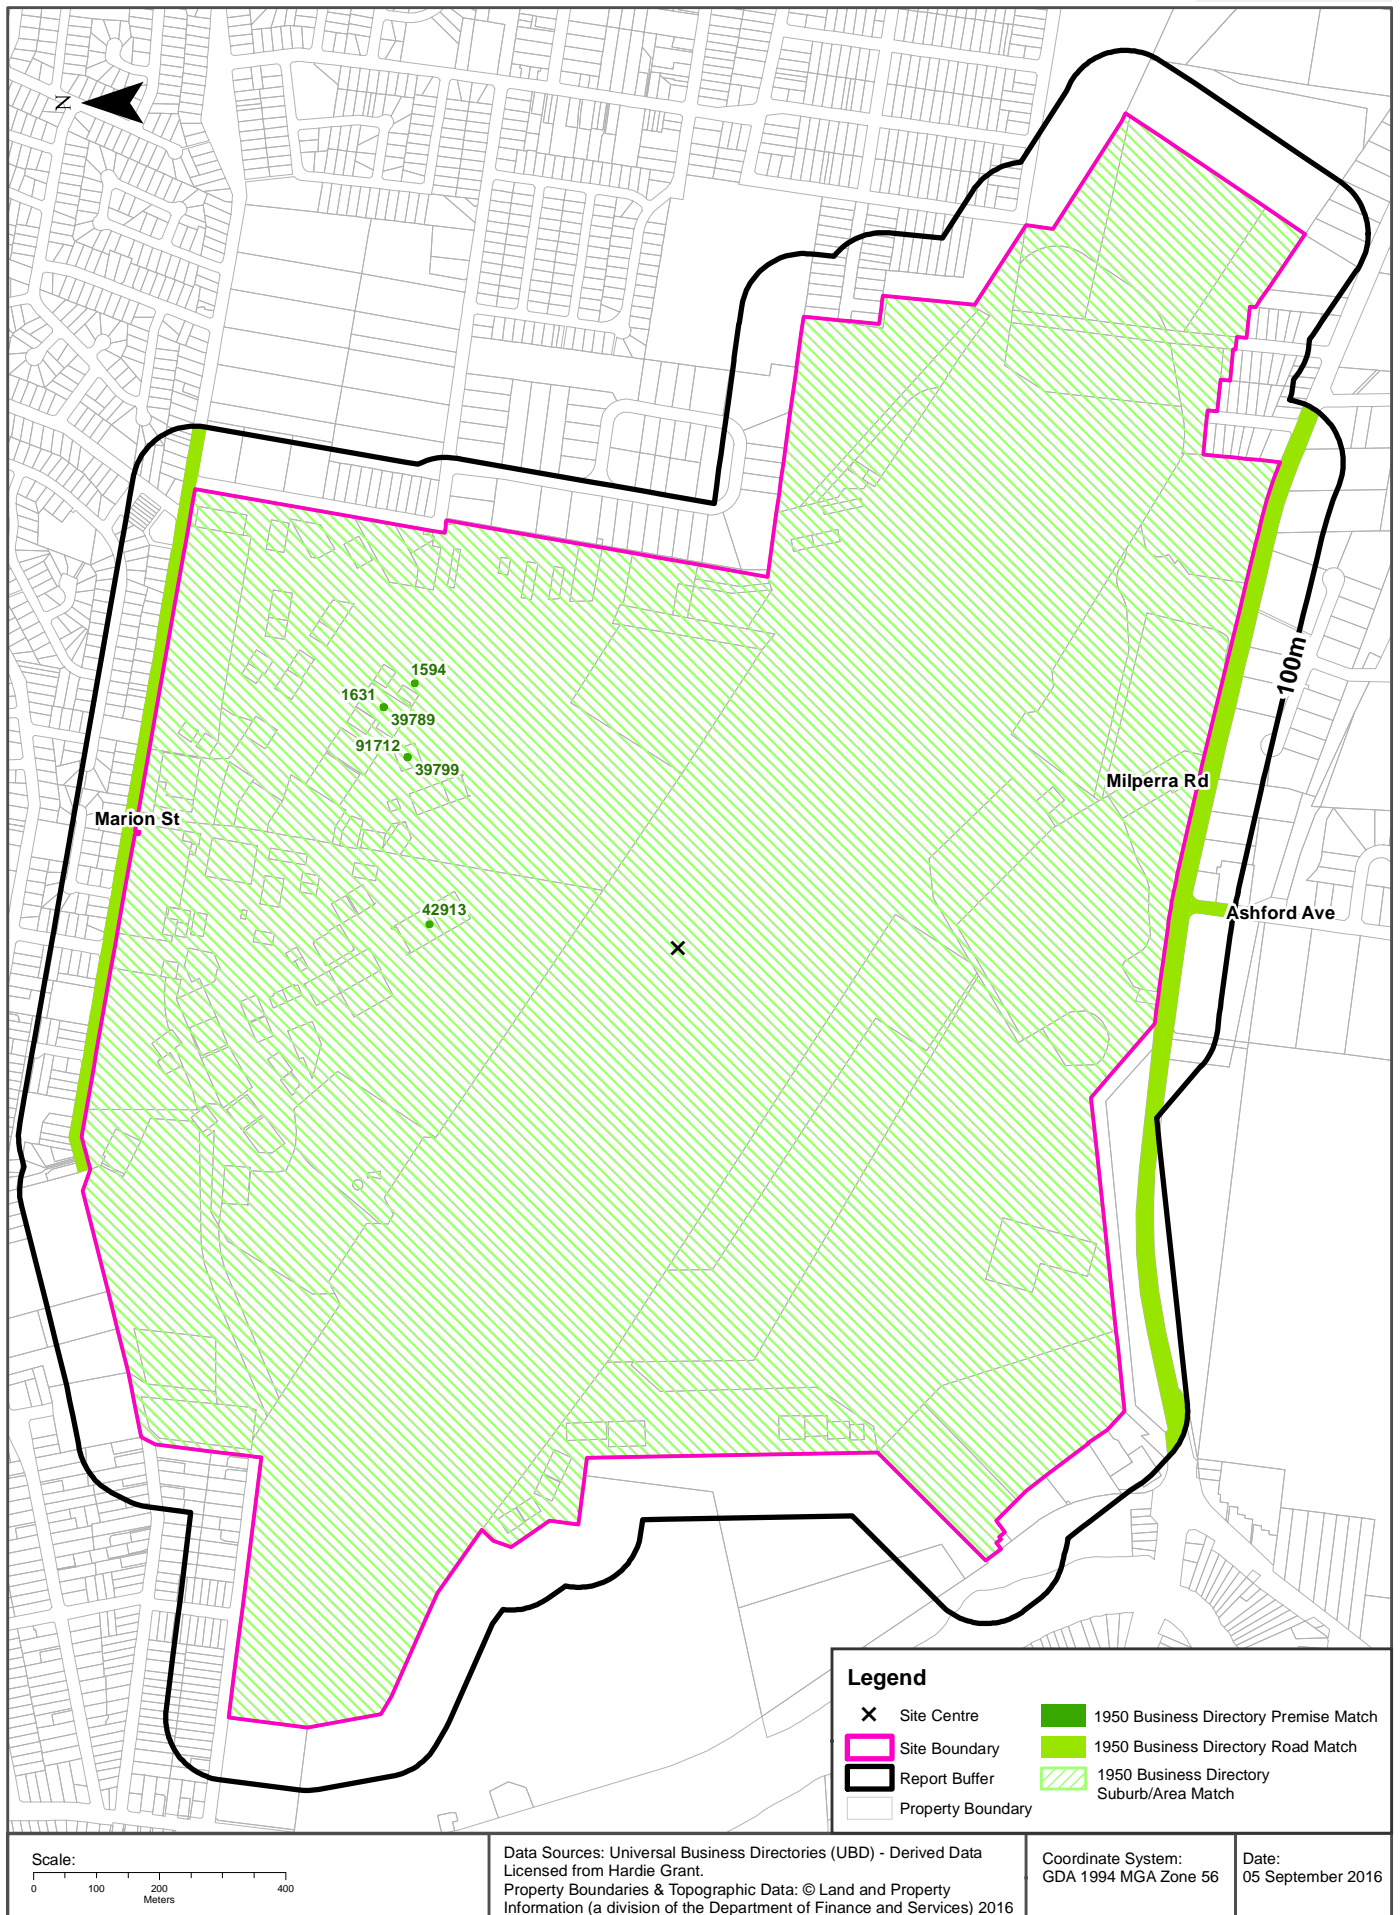 N
1594
1631
39789
91712
39799
Milperra Rd
100m
Marion St
42913
Ashford Ave
Legend
Site Centre
Site Boundary
Report Buffer
Property Boundary
1950 Business Directory Premise Match
1950 Business Directory Road Match
1950 Business Directory
Suburb/Area Match
Scale:
0 100 200 400
Meters
Data Sources: Universal Business Directories (UBD) - Derived Data
Licensed from Hardie Grant.
Property Boundaries & Topographic Data: © Land and Property
Information (a division of the Department of Finance and Services) 2016
Coordinate System:
GDA 1994 MGA Zone 56
Date:
05 September 2016